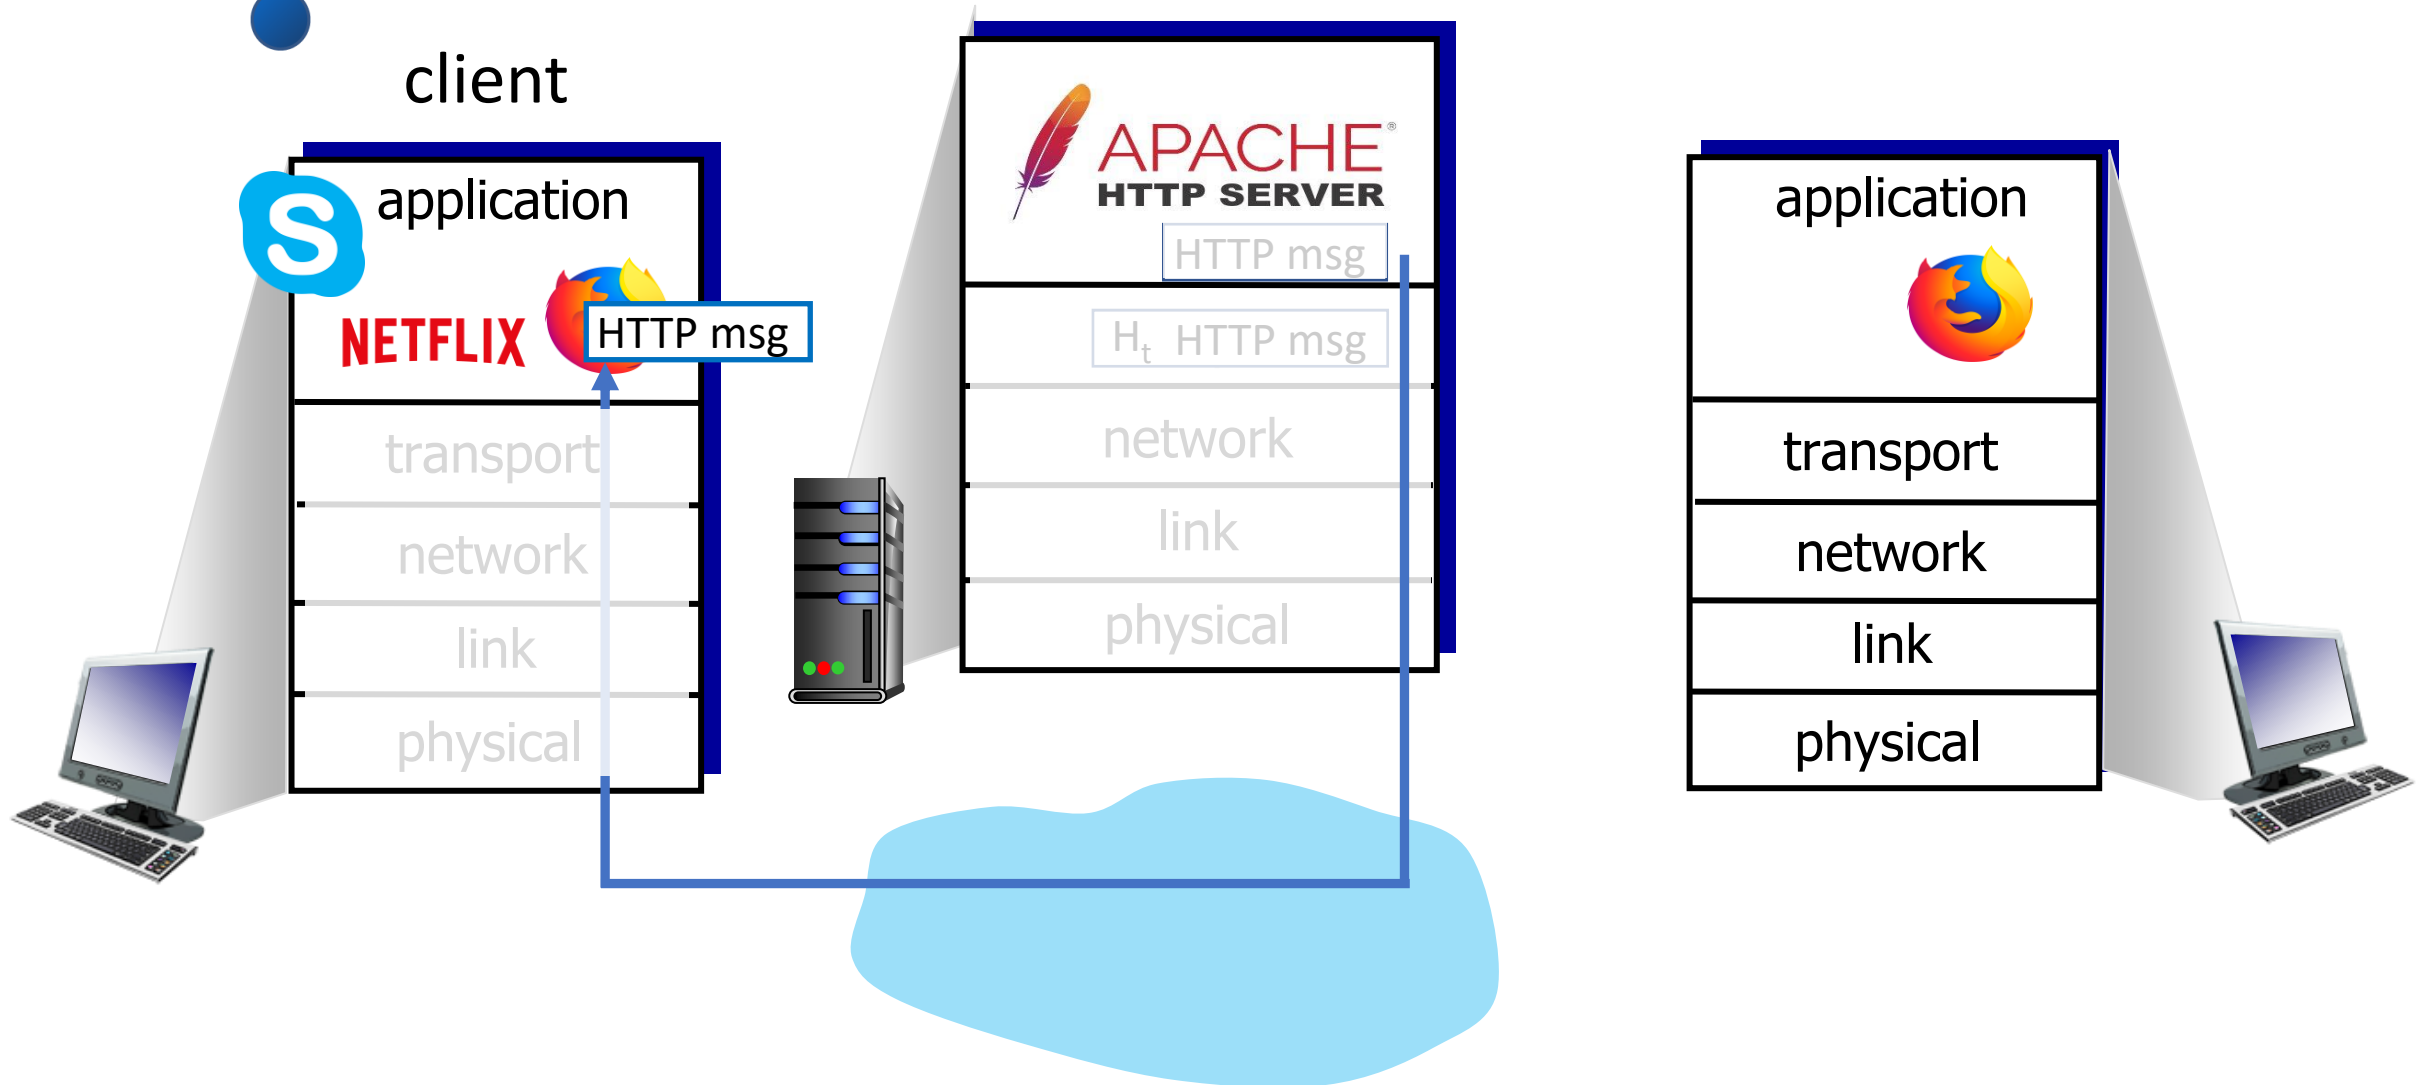 client
application
NETFLIX
HTTP msg
transport
network
link
physical
APACHE®
HTTP SERVER
HTTP msg
Ht HTTP msg
network
link
physical
application
transport
network
link
physical